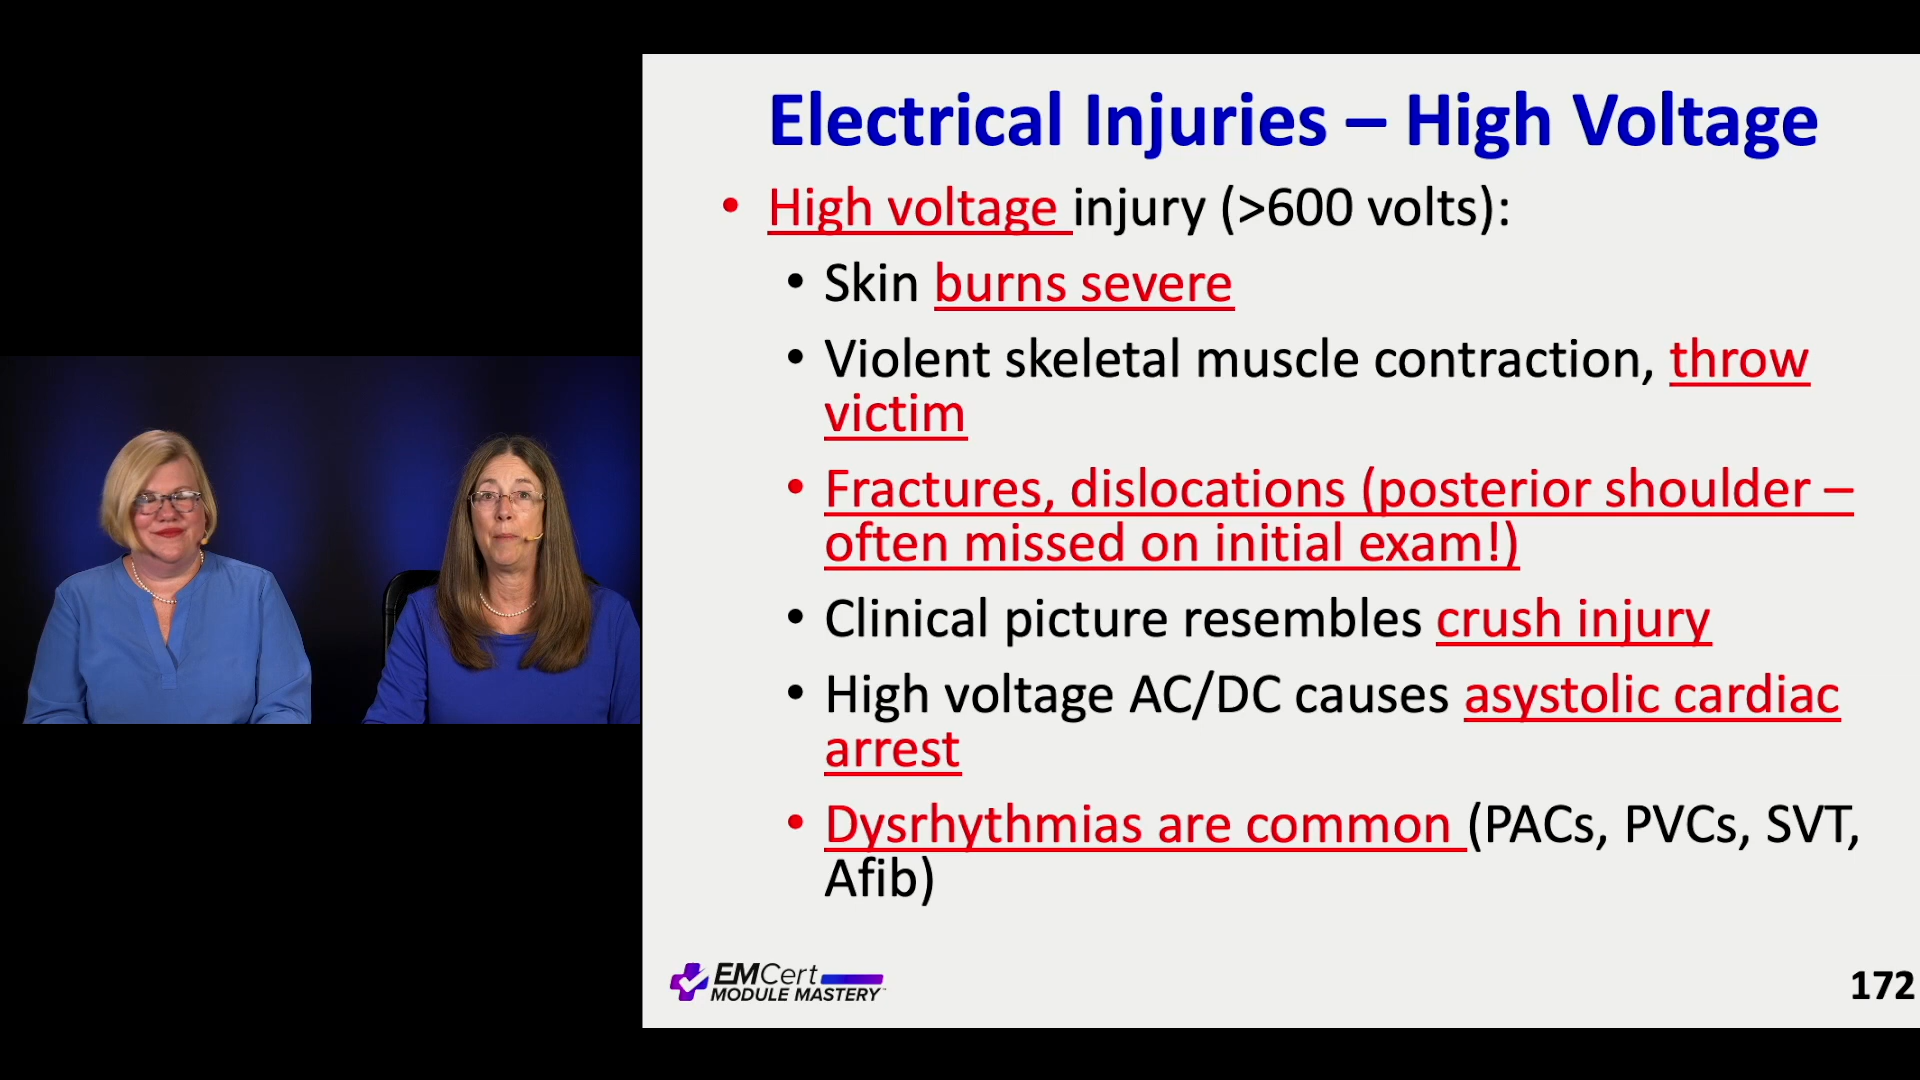 Electrical Injuries – High Voltage
• High voltage injury (>600 volts):
• Skin burns severe
• Violent skeletal muscle contraction, throw
victim
• Fractures, dislocations (posterior shoulder –
often missed on initial exam!)
• Clinical picture resembles crush injury
• High voltage AC/DC causes asystolic cardiac
arrest
• Dysrhythmias are common (PACs, PVCs, SVT,
Afib)
EMCert
MODULE MASTERY™
172